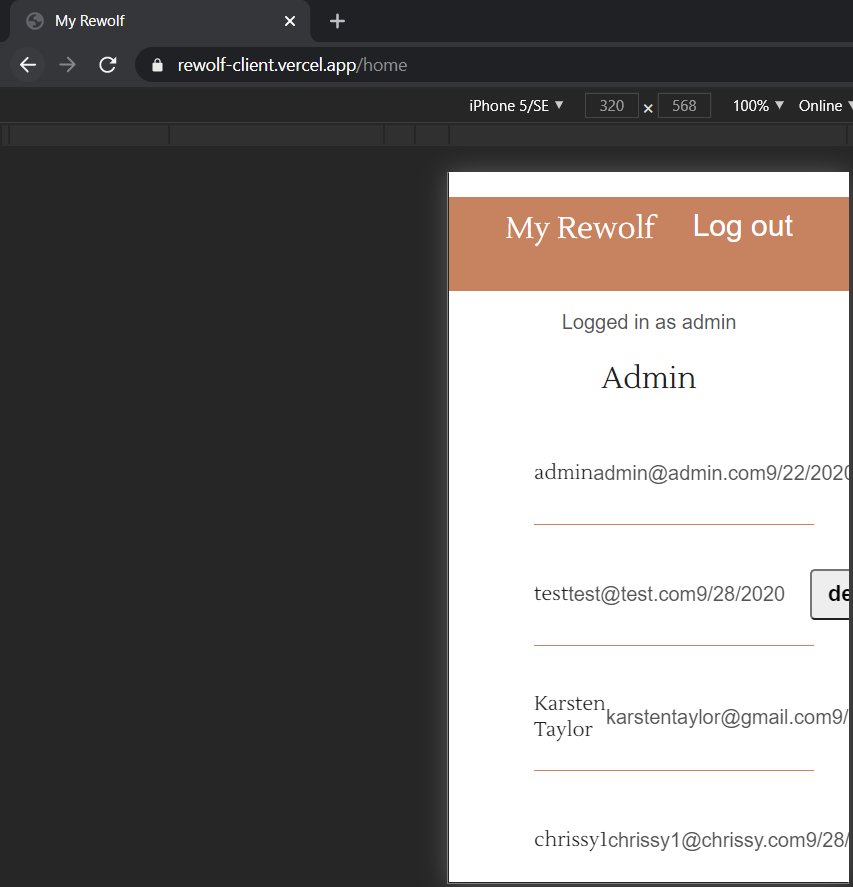 My Rewolf
rewolf-client.vercel.app/home
iPhone 5/SE 320 × 568 100% Online
My Rewolf Log out
Logged in as admin
Admin
adminadmin@admin.com9/22/2020
testtest@test.com9/28/2020 de
Karsten
Taylor karstentaylor@gmail.com9/
chrissy1chrissy1@chrissy.com9/28/